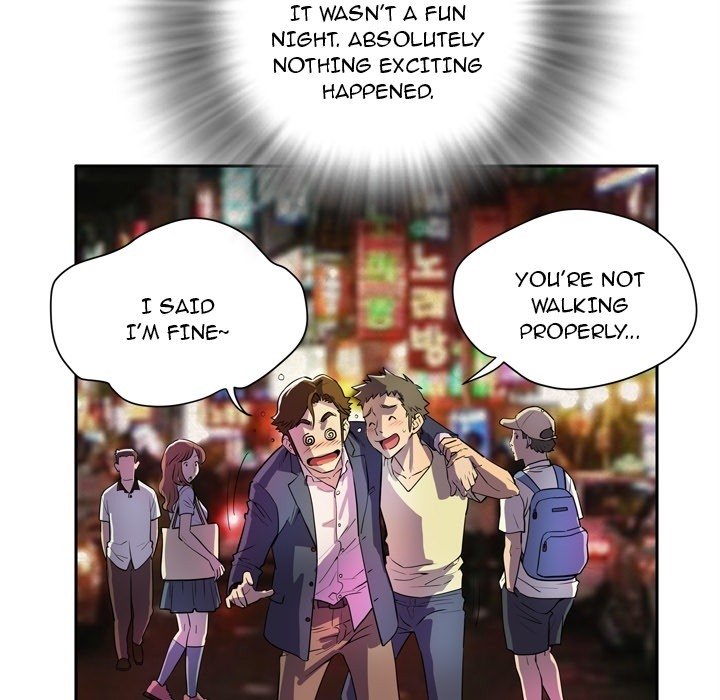 IT WASN'T A FUN
NIGHT. ABSOLUTELY
NOTHING EXCITING
HAPPENED.
I SAID
I'M FINE~
YOU'RE NOT
WALKING
PROPERLY...
노래방